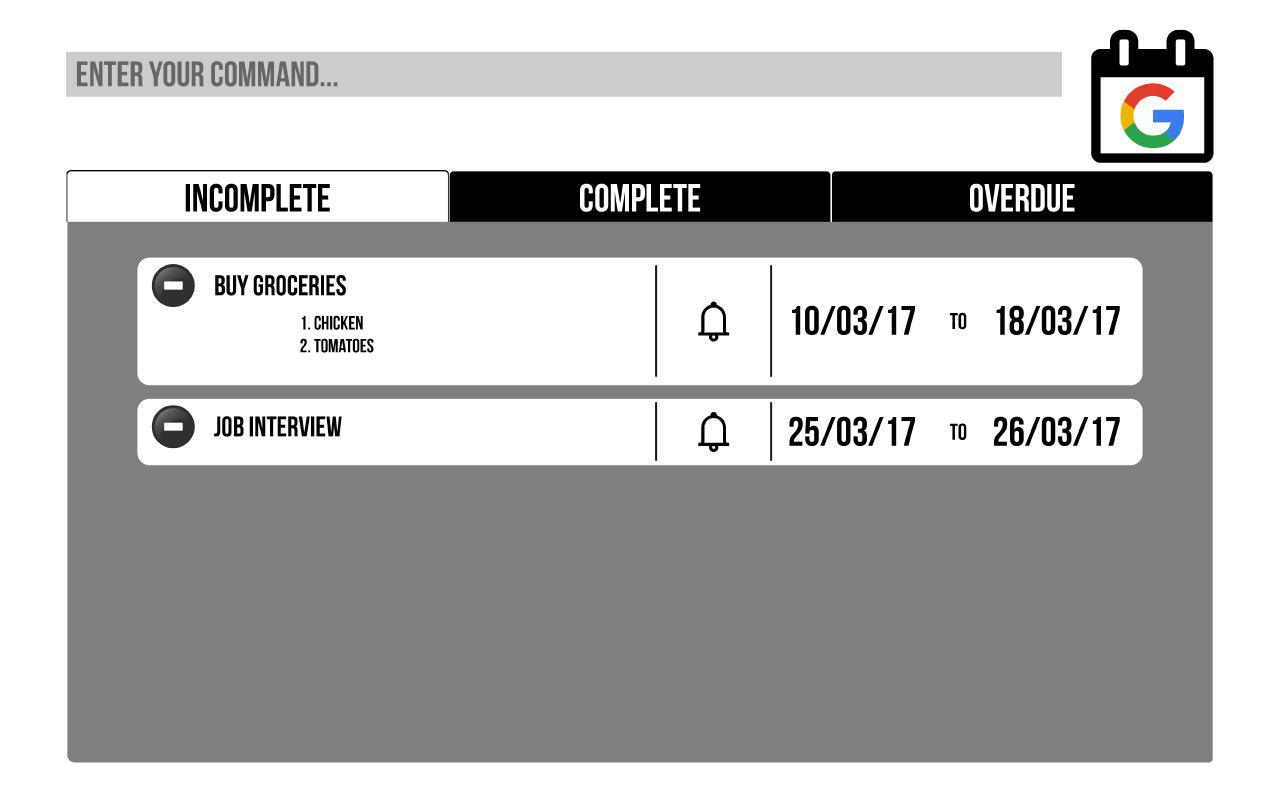 ENTER YOUR COMMAND...
INCOMPLETE
COMPLETE
OVERDUE
BUY GROCERIES
1. CHICKEN
2. TOMATOES
10/03/17 TO 18/03/17
JOB INTERVIEW
25/03/17 TO 26/03/17